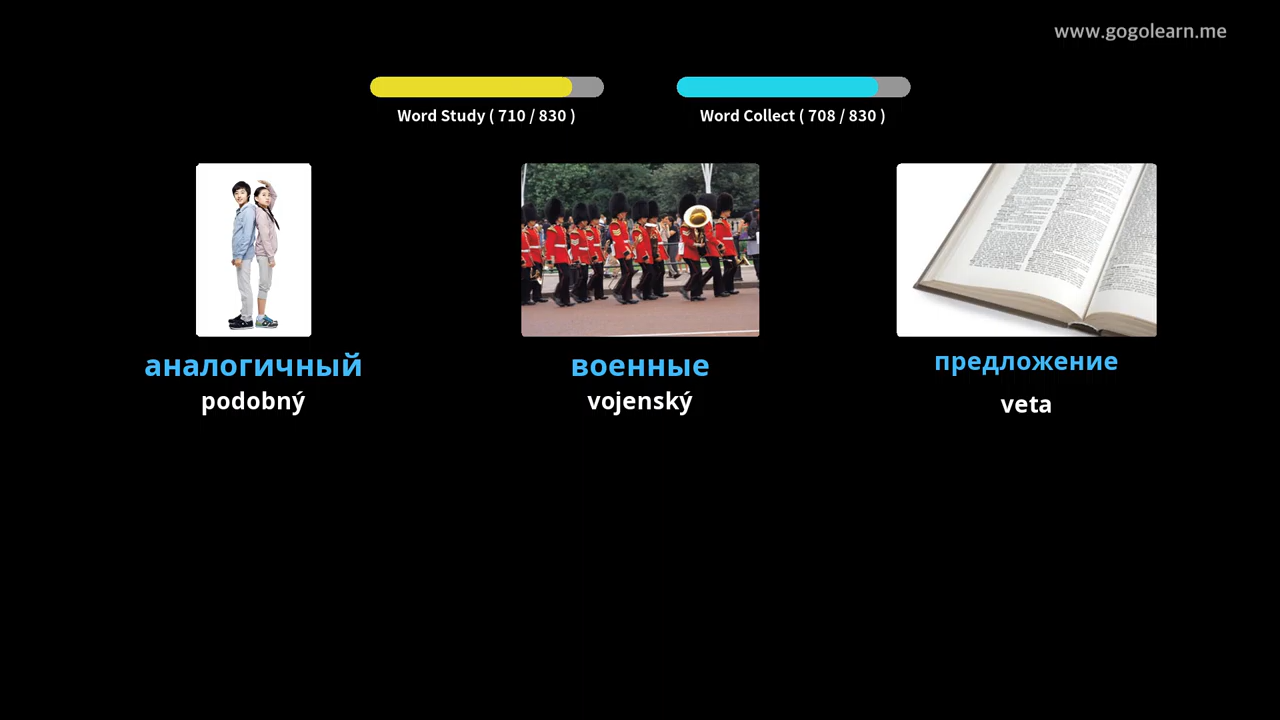 www.gogolearn.me
Word Study ( 710 / 830 )
Word Collect ( 708 / 830 )
аналогичный
podobný
военные
vojenský
предложение
veta